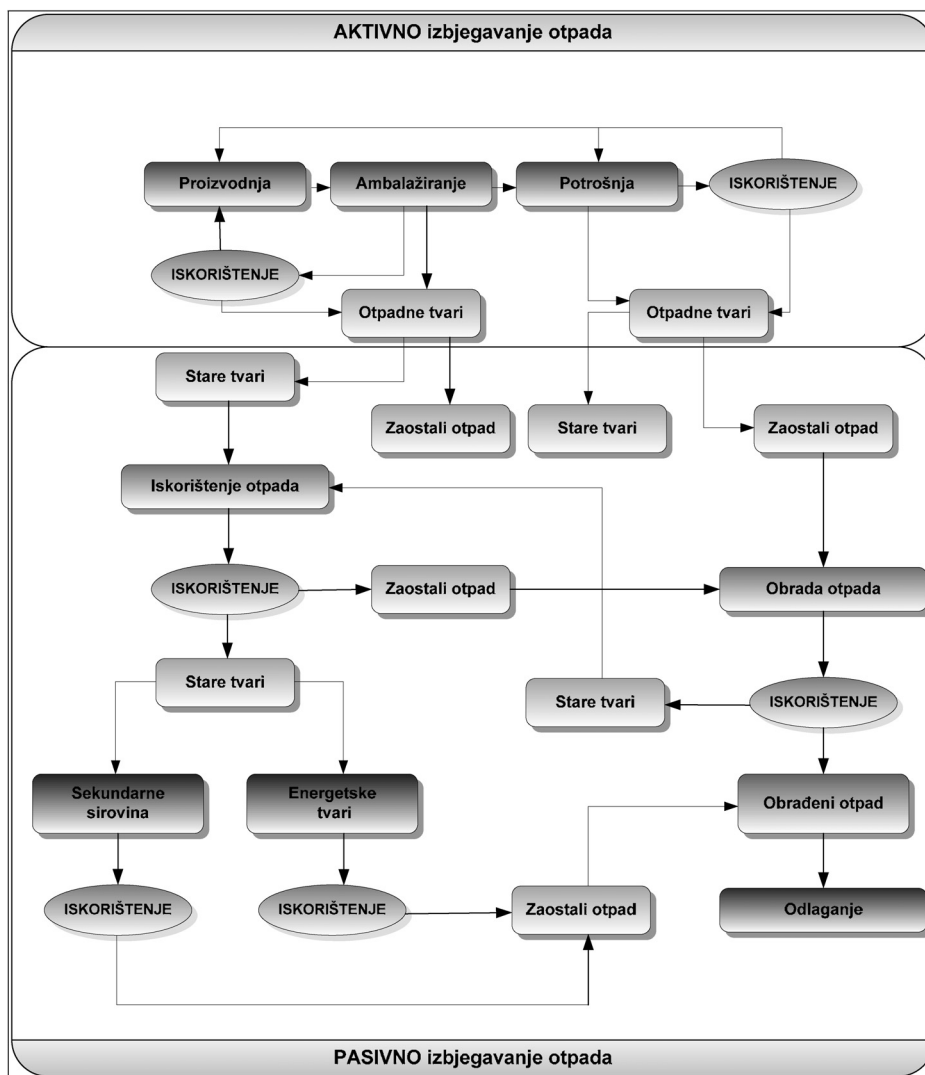 AKTIVNO izbjegavanje otpada
Proizvodnja
Ambalažiranje
Potrošnja
ISKORIŠTENJE
ISKORIŠTENJE
Otpadne tvari
Otpadne tvari
Stare tvari
Zaostali otpad
Stare tvari
Zaostali otpad
Iskorištenje otpada
ISKORIŠTENJE
Zaostali otpad
Obrada otpada
Stare tvari
Stare tvari
ISKORIŠTENJE
Sekundarne
sirovina
Energetske
tvari
Obrađeni otpad
ISKORIŠTENJE
ISKORIŠTENJE
Zaostali otpad
Odlaganje
PASIVNO izbjegavanje otpada